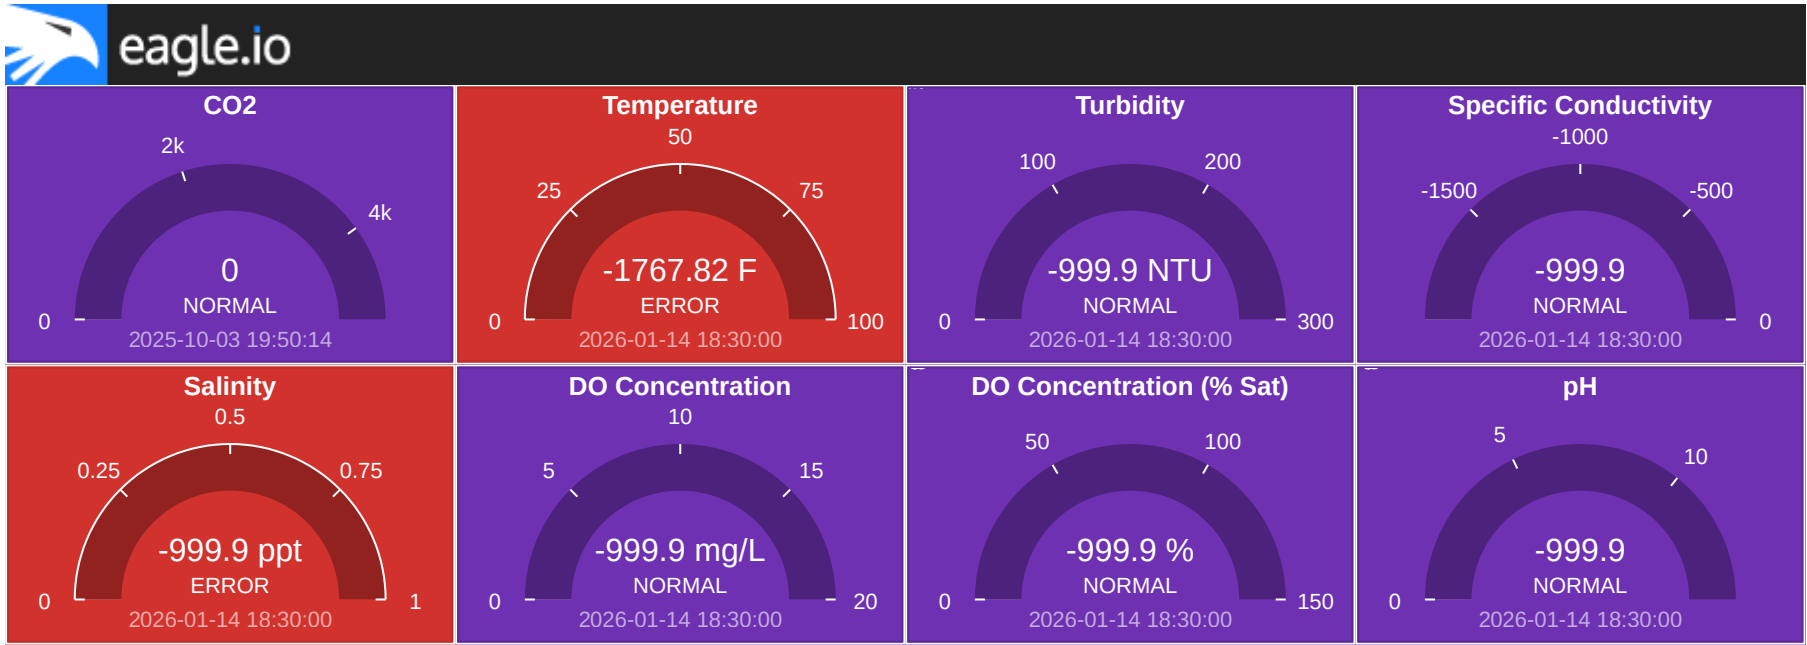 eagle.io
CO2
2k
4k
0
NORMAL
0
2025-10-03 19:50:14
Temperature
50
25
75
-1767.82 F
ERROR
0
100
2026-01-14 18:30:00
Turbidity
100
200
-999.9 NTU
NORMAL
0
300
2026-01-14 18:30:00
Specific Conductivity
-1000
-1500
-500
-999.9
NORMAL
0
2026-01-14 18:30:00
Salinity
0.5
0.25
0.75
-999.9 ppt
ERROR
0
1
2026-01-14 18:30:00
DO Concentration
10
5
15
-999.9 mg/L
NORMAL
0
20
2026-01-14 18:30:00
DO Concentration (% Sat)
50
100
-999.9 %
NORMAL
0
150
2026-01-14 18:30:00
pH
5
10
-999.9
NORMAL
0
2026-01-14 18:30:00